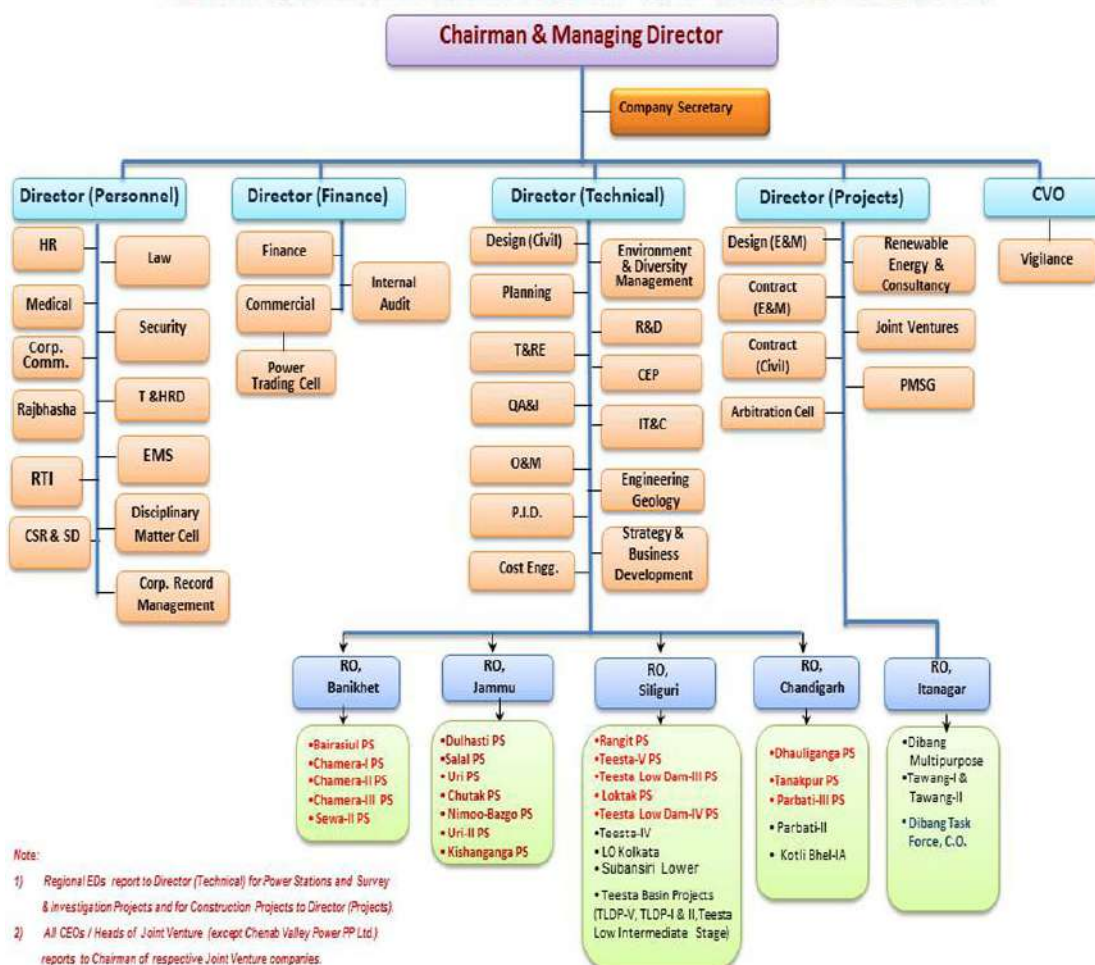 Chairman & Managing Director
Company Secretary
Director (Personnel)
HR
Law
Medical
Security
Corp.
Comm.
T &HRD
Rajbhasha
EMS
RTI
Disciplinary
Matter Cell
CSR & SD
Corp. Record
Management
Director (Finance)
Finance
Internal
Audit
Commercial
Power
Trading Cell
Director (Technical)
Design (Civil)
Environment
& Diversity
Management
Planning
R&D
T&RE
CEP
QA&I
IT&C
O&M
Engineering
Geology
P.I.D.
Strategy &
Business
Development
Cost Engg.
Director (Projects)
Design (E&M)
Renewable
Energy &
Consultancy
Contract
(E&M)
Joint Ventures
Contract
(Civil)
PMSG
Arbitration Cell
CVO
Vigilance
RO,
Banikhet
•Bairasiul PS
•Chamera-I PS
•Chamera-II PS
•Chamera-III PS
•Sewa-II PS
RO,
Jammu
•Dulhasti PS
•Salal PS
• Uri PS
• Chutak PS
•Nimoo-Bazgo PS
•Uri-II PS
•Kishanganga PS
RO,
Siliguri
•Rangit PS
•Teesta-V PS
•Teesta Low Dam-III PS
•Loktak PS
•Teesta Low Dam-IV PS
•Teesta-IV
•LO Kolkata
• Subansiri Lower
• Teesta Basin Projects
(TLDP-V, TLDP-I & II,Teesta
Low Intermediate Stage)
RO,
Chandigarh
•Dhauliganga PS
•Tanakpur PS
•Parbati-III PS
• Parbati-II
• Kotli Bhel-IA
RO,
Itanagar
•Dibang
Multipurpose
•Tawang-I &
Tawang-II
• Dibang Task
Force, C.O.
Note:
1) Regional EDs report to Director (Technical) for Power Stations and Survey
& Investigation Projects and for Construction Projects to Director (Projects).
2) All CEOs / Heads of Joint Venture (except Chenab Valley Power PP Ltd.)
reports to Chairman of respective Joint Venture companies.